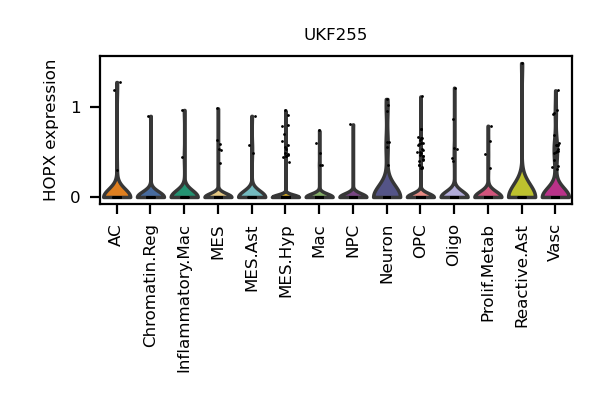 UKF255
HOPX expression
1
0
AC
Chromatin.Reg
Inflammatory.Mac
MES
MES.Ast
MES.Hyp
Mac
NPC
Neuron
OPC
Oligo
Prolif.Metab
Reactive.Ast
Vasc